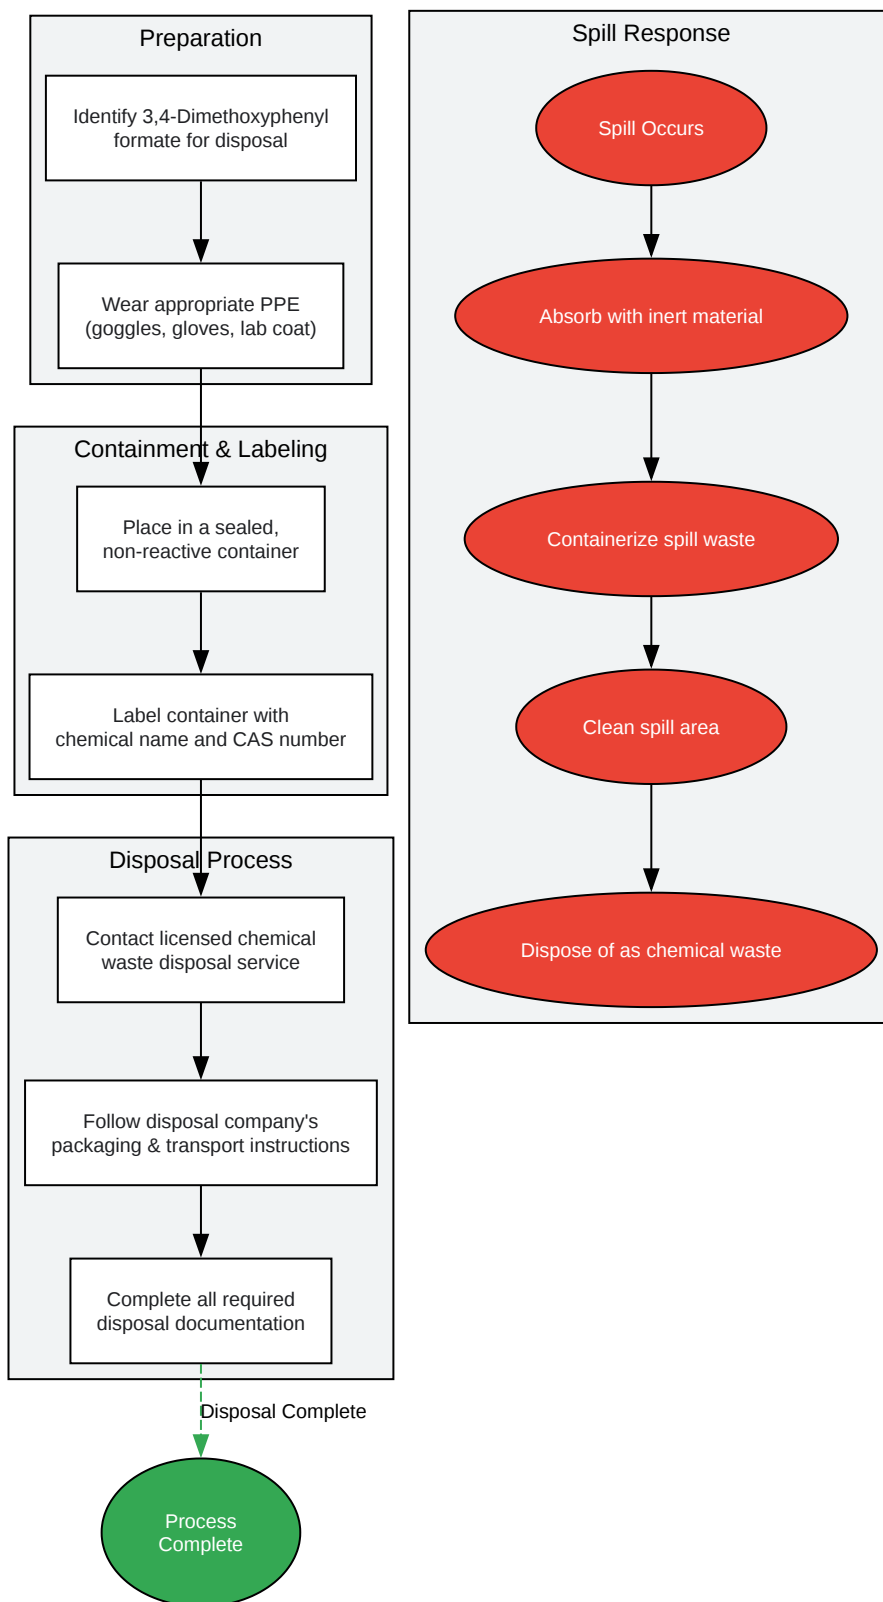 Preparation
Identify 3,4-Dimethoxyphenyl
formate for disposal
Wear appropriate PPE
(goggles, gloves, lab coat)
Containment & Labeling
Place in a sealed,
non-reactive container
Label container with
chemical name and CAS number
Disposal Process
Contact licensed chemical
waste disposal service
Follow disposal company's
packaging & transport instructions
Complete all required
disposal documentation
Disposal Complete
Process
Complete
Spill Response
Spill Occurs
Absorb with inert material
Containerize spill waste
Clean spill area
Dispose of as chemical waste